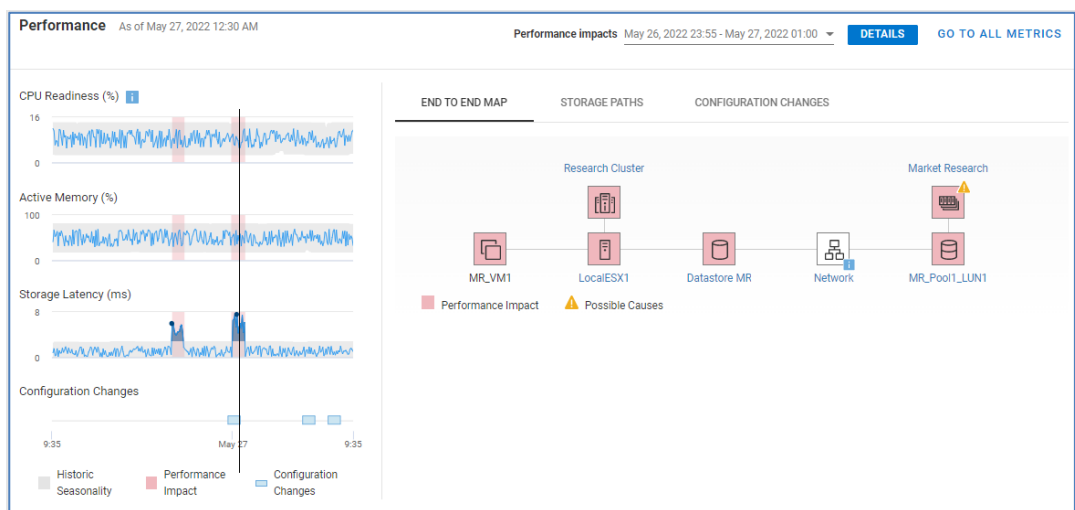 Performance As of May 27, 2022 12:30 AM
Performance impacts May 26, 2022 23:55 - May 27, 2022 01:00 DETAILS GO TO ALL METRICS
CPU Readiness (%) i
16
0
Active Memory (%)
100
0
Storage Latency (ms)
8
0
Configuration Changes
9:35 May 27 9:35
Historic Seasonality
Performance Impact
Configuration Changes
END TO END MAP STORAGE PATHS CONFIGURATION CHANGES
Research Cluster Market Research
MR_VM1 LocalESX1 Datastore MR Network i MR_Pool1_LUN1
Performance Impact Possible Causes